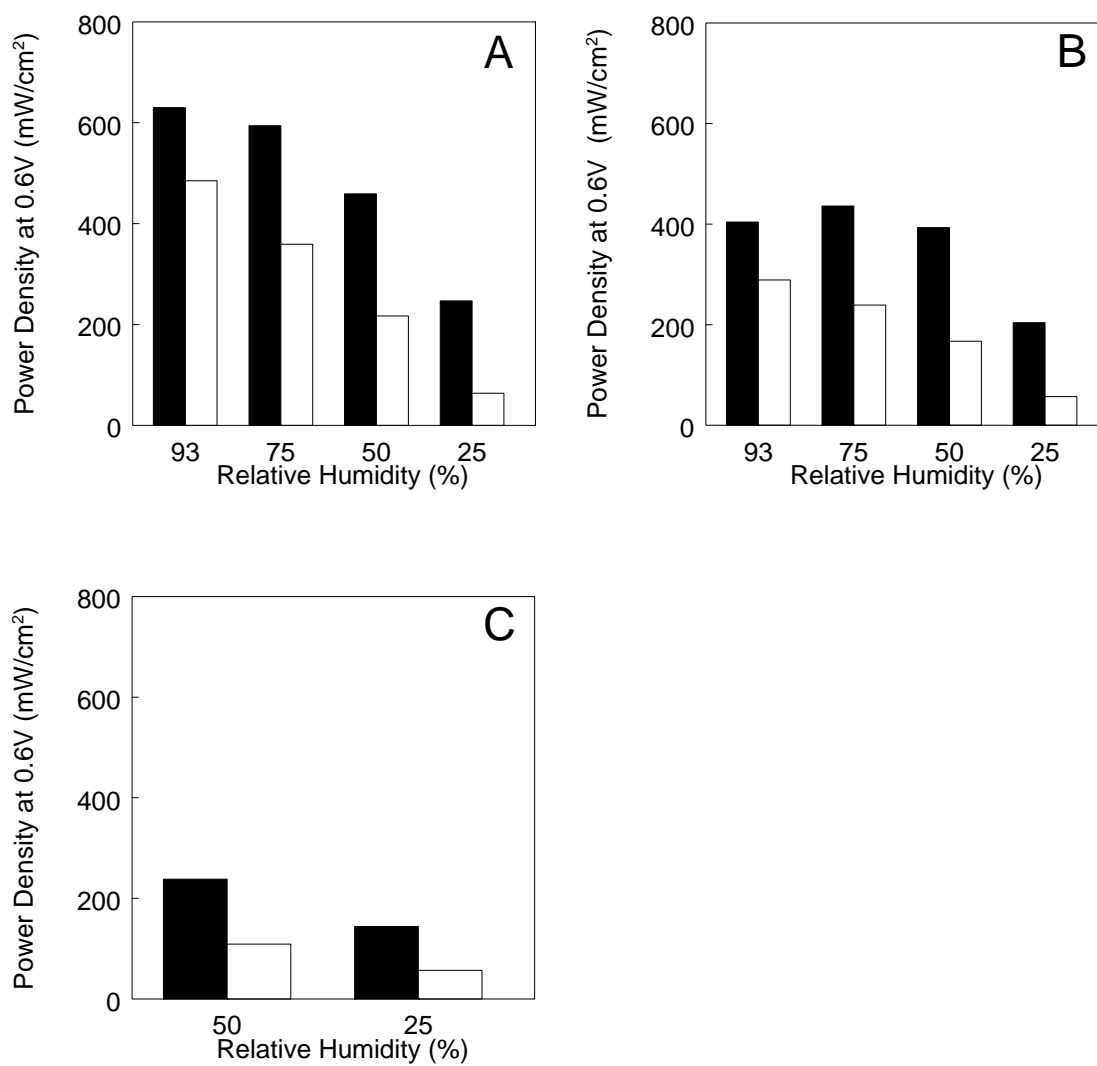 A
Power Density at 0.6V (mW/cm²)
800
600
400
200
0
93 75 50 25
Relative Humidity (%)
B
Power Density at 0.6V (mW/cm²)
800
600
400
200
0
93 75 50 25
Relative Humidity (%)
C
Power Density at 0.6V (mW/cm²)
800
600
400
200
0
50 25
Relative Humidity (%)